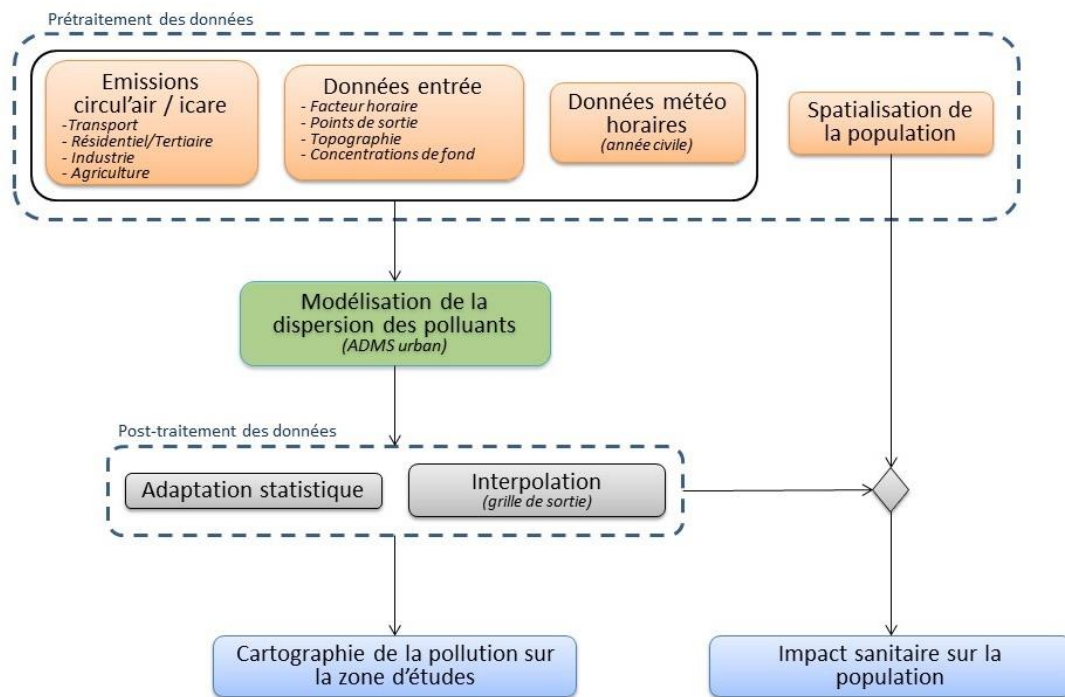 Prétraitement des données
Emissions
circul'air / icare
-Transport
- Résidentiel/Tertiaire
- Industrie
- Agriculture
Données entrée
- Facteur horaire
- Points de sortie
- Topographie
- Concentrations de fond
Données météo
horaires
(année civile)
Spatialisation de
la population
Modélisation de la
dispersion des polluants
(ADMS urban)
Post-traitement des données
Adaptation statistique
Interpolation
(grille de sortie)
Cartographie de la pollution sur
la zone d'études
Impact sanitaire sur la
population